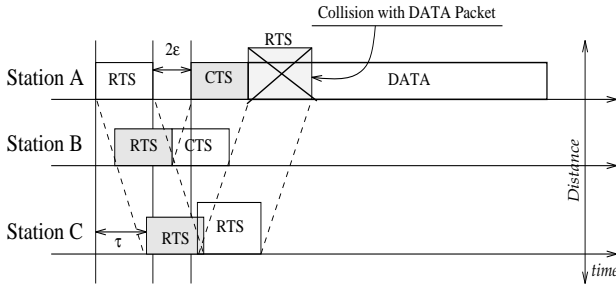 Collision with DATA Packet
2ε
RTS
Station A
RTS
CTS
DATA
Station B
RTS
CTS
Distance
Station C
RTS
RTS
τ
time